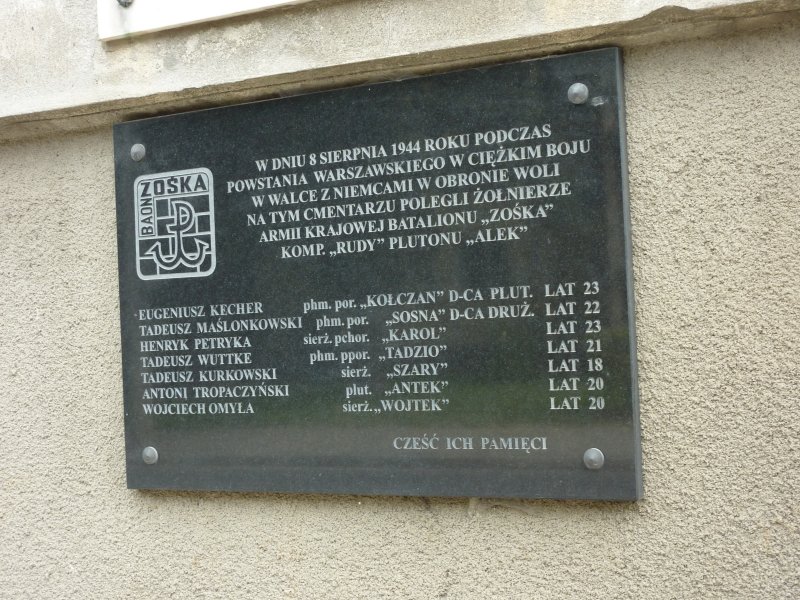 BAON
ZOŚKA
W DNIU 8 SIERPNIA 1944 ROKU PODCZAS
POWSTANIA WARSZAWSKIEGO W CIĘŻKIM BOJU
W WALCE Z NIEMCAMI W OBRONIE WOLI
NA TYM CMENTARZU POLEGLI ŻOŁNIERZE
ARMII KRAJOWEJ BATALIONU „ZOŚKA”
KOMP. „RUDY” PLUTONU „ALEK”
EUGENIUSZ KECHER phm. por. „KOŁCZAN” D-CA PLUT. LAT 23
TADEUSZ MAŚLONKOWSKI phm. por. „SOSNA” D-CA DRUŻ. LAT 22
HENRYK PETRYKA sierż. pchor. „KAROL” LAT 23
TADEUSZ WUTTKE phm. ppor. „TADZIO” LAT 21
TADEUSZ KURKOWSKI sierż. „SZARY” LAT 18
ANTONI TROPACZYŃSKI plut. „ANTEK” LAT 20
WOJCIECH OMYŁA sierż. „WOJTEK” LAT 20
CZEŚĆ ICH PAMIĘCI